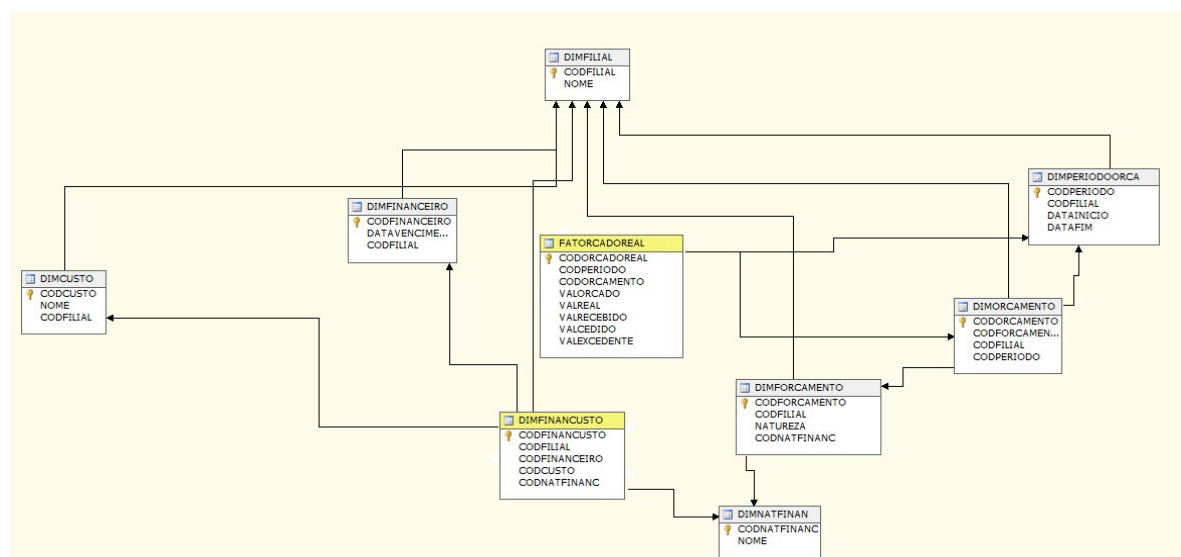 DIMFILIAL
CODFILIAL
NOME
DIMPERIODOORCA
CODPERIODO
CODFILIAL
DATAINICIO
DATAFIM
DIMFINANCEIRO
CODFINANCEIRO
DATAVENCIME...
CODFILIAL
FATORCADOREAL
CODORCADOREAL
CODPERIODO
CODORCAMENTO
VALORCADO
VALREAL
VALRECEBIDO
VALCEDIDO
VALEXCEDENTE
DIMCUSTO
CODCUSTO
NOME
CODFILIAL
DIMORCAMENTO
CODORCAMENTO
CODFORCAMEN...
CODFILIAL
CODPERIODO
DIMFORCAMENTO
CODFORCAMENTO
CODFILIAL
NATUREZA
CODNATFINANC
DIMFINANCUSTO
CODFINANCUSTO
CODFILIAL
CODFINANCEIRO
CODCUSTO
CODNATFINANC
DIMNATFINAN
CODNATFINANC
NOME